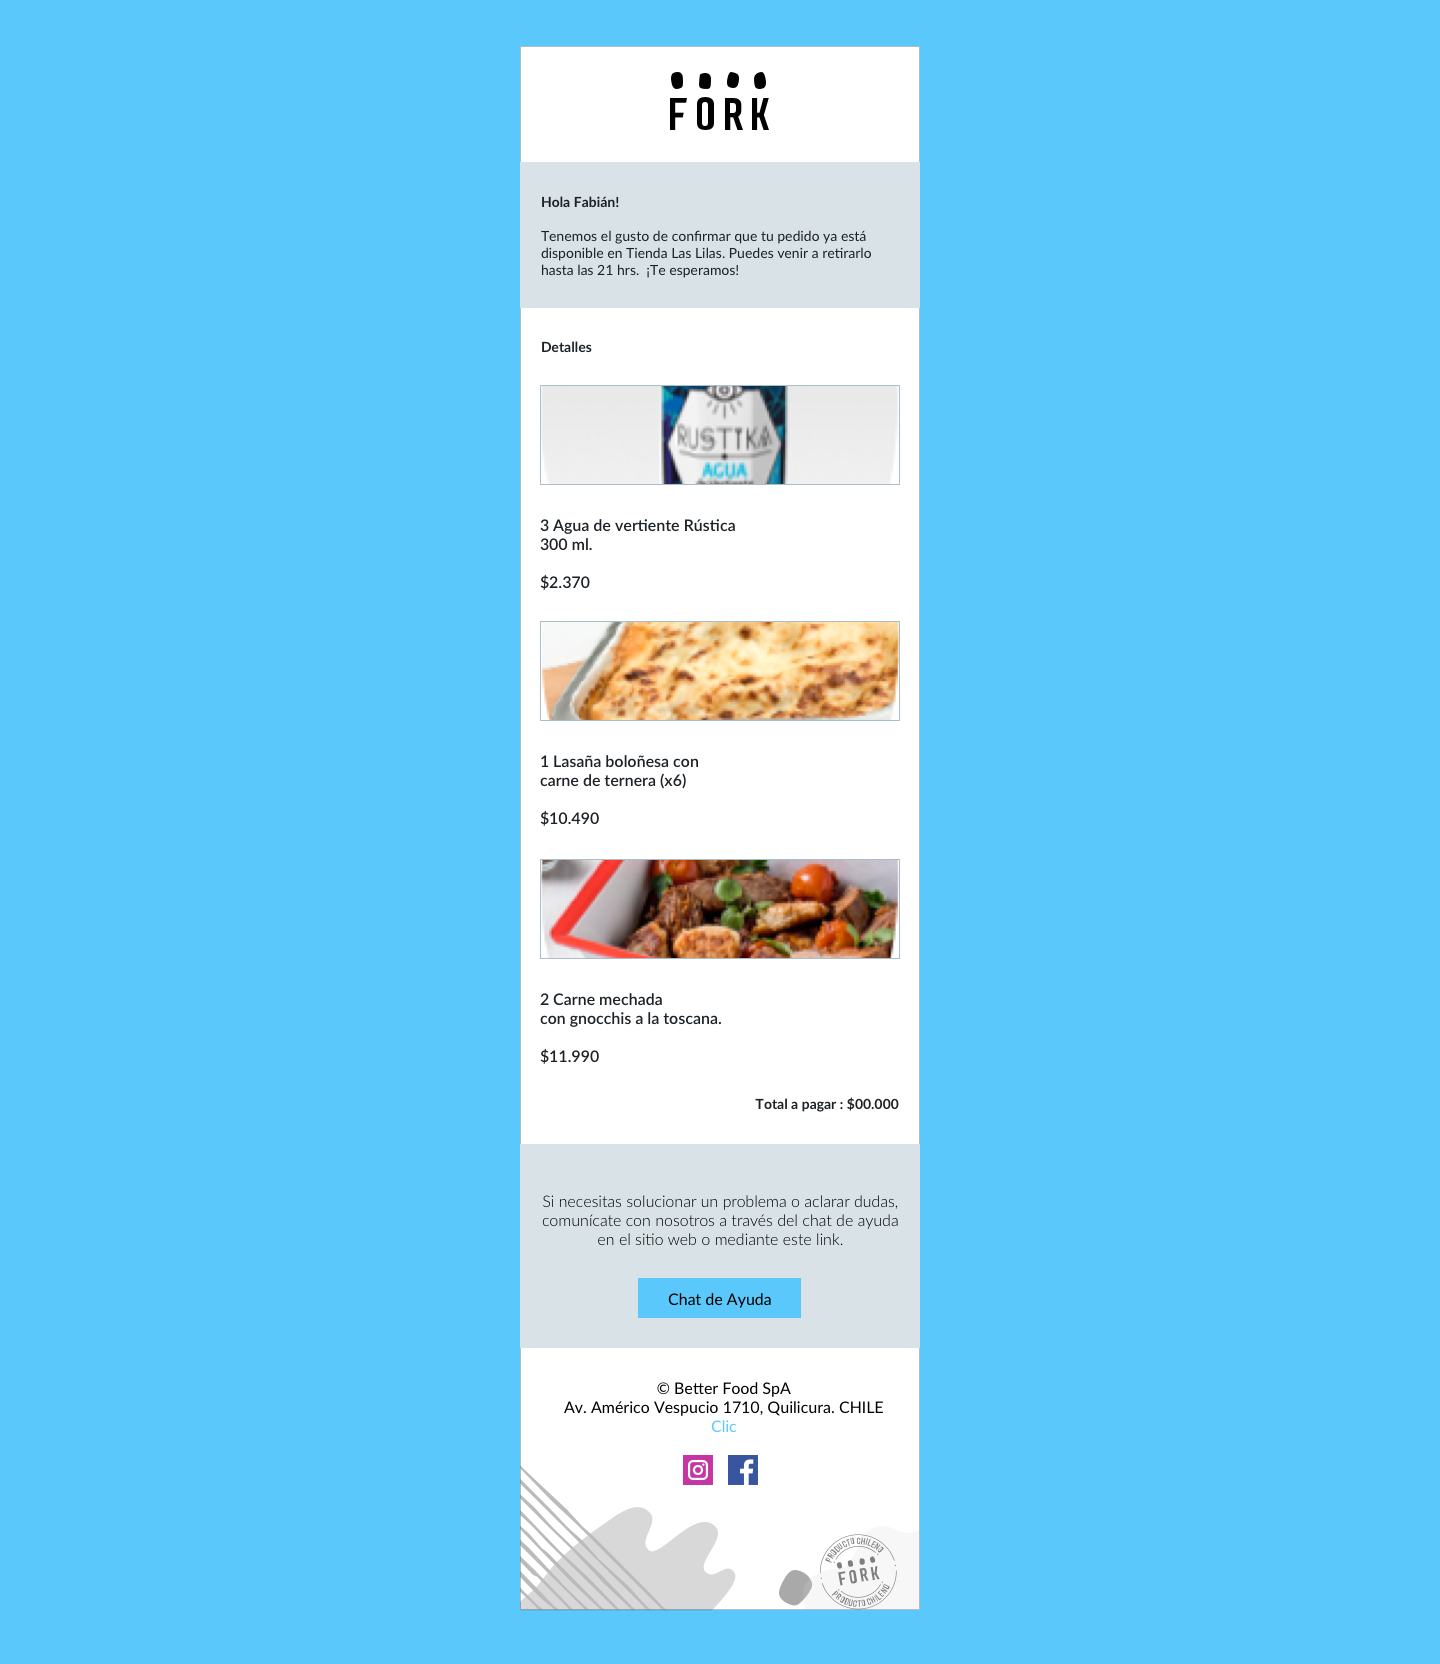 FORK
Hola Fabián!
Tenemos el gusto de confirmar que tu pedido ya está
disponible en Tienda Las Lilas. Puedes venir a retirarlo
hasta las 21 hrs.  ¡Te esperamos!
Detalles
RUSTIKA
AGUA
3 Agua de vertiente Rústica
300 ml.
$2.370
1 Lasaña boloñesa con
carne de ternera (x6)
$10.490
2 Carne mechada
con gnocchis a la toscana.
$11.990
Total a pagar : $00.000
Si necesitas solucionar un problema o aclarar dudas,
comunícate con nosotros a través del chat de ayuda
en el sitio web o mediante este link.
Chat de Ayuda
© Better Food SpA
Av. Américo Vespucio 1710, Quilicura. CHILE
Clic
PRODUCTO CHILENO
FORK
PRODUCTO CHILENO